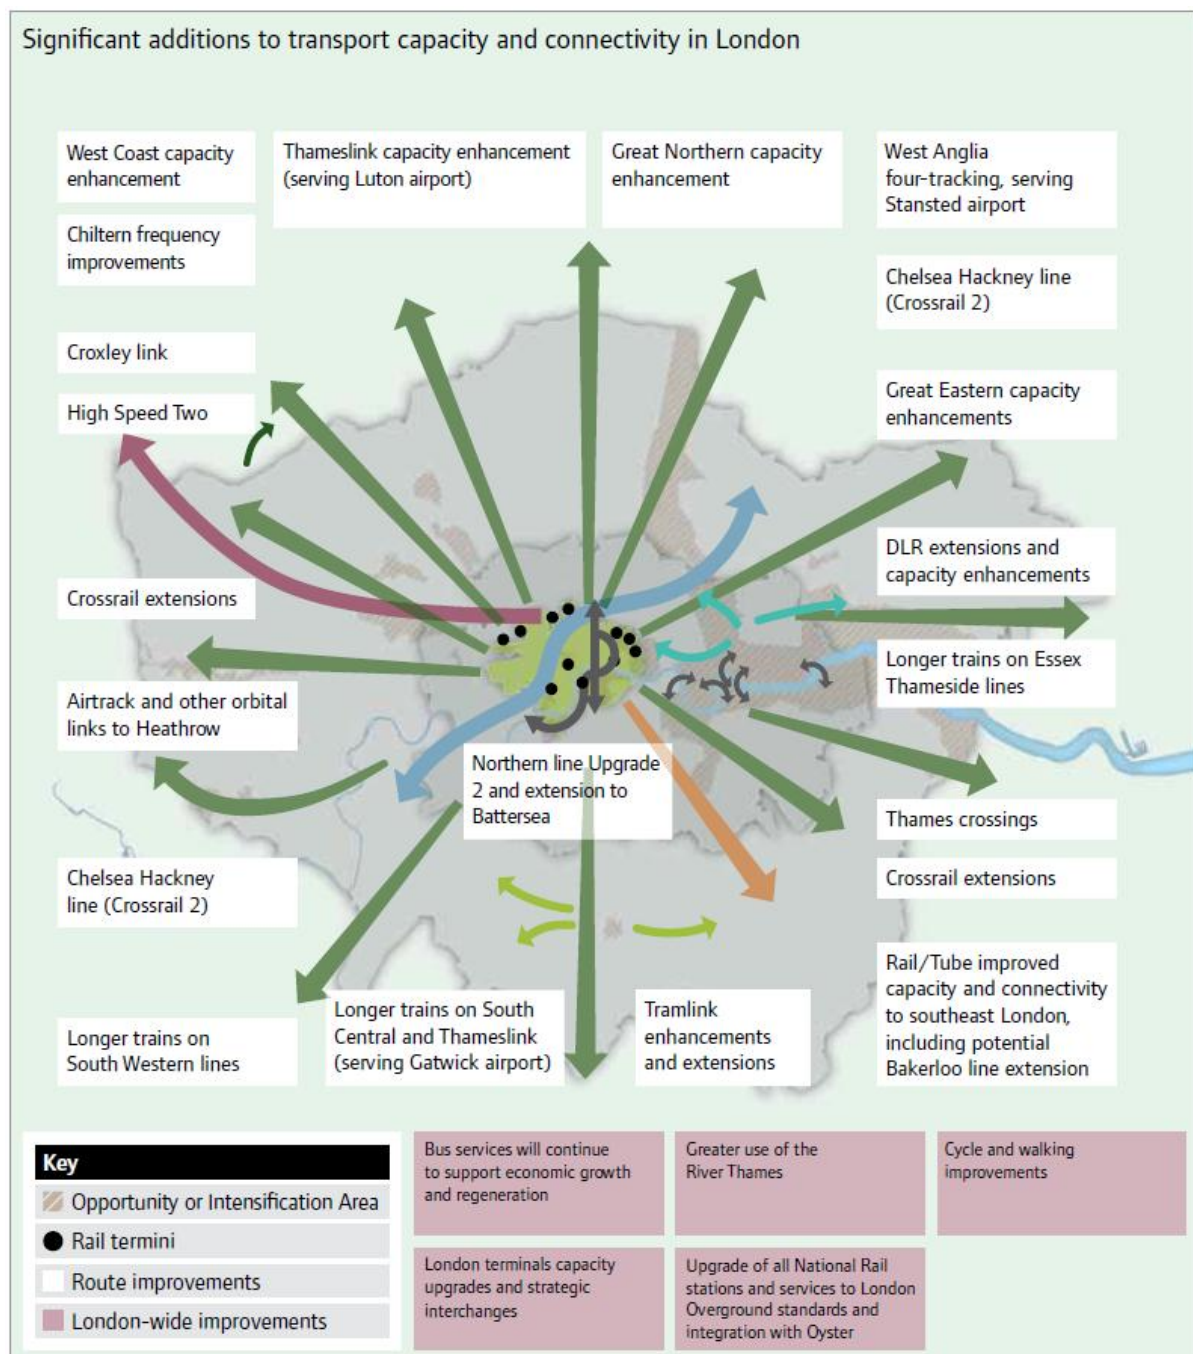 Significant additions to transport capacity and connectivity in London
West Coast capacity
enhancement
Thameslink capacity enhancement
(serving Luton airport)
Great Northern capacity
enhancement
West Anglia
four-tracking, serving
Stansted airport
Chiltern frequency
improvements
Chelsea Hackney line
(Crossrail 2)
Croxley link
High Speed Two
Great Eastern capacity
enhancements
DLR extensions and
capacity enhancements
Crossrail extensions
Longer trains on Essex
Thameside lines
Airtrack and other orbital
links to Heathrow
Northern line Upgrade
2 and extension to
Battersea
Thames crossings
Chelsea Hackney
line (Crossrail 2)
Crossrail extensions
Rail/Tube improved
capacity and connectivity
to southeast London,
including potential
Bakerloo line extension
Longer trains on
South Western lines
Longer trains on South
Central and Thameslink
(serving Gatwick airport)
Tramlink
enhancements
and extensions
Key
Opportunity or Intensification Area
Rail termini
Route improvements
London-wide improvements
Bus services will continue
to support economic growth
and regeneration
Greater use of the
River Thames
Cycle and walking
improvements
London terminals capacity
upgrades and strategic
interchanges
Upgrade of all National Rail
stations and services to London
Overground standards and
integration with Oyster